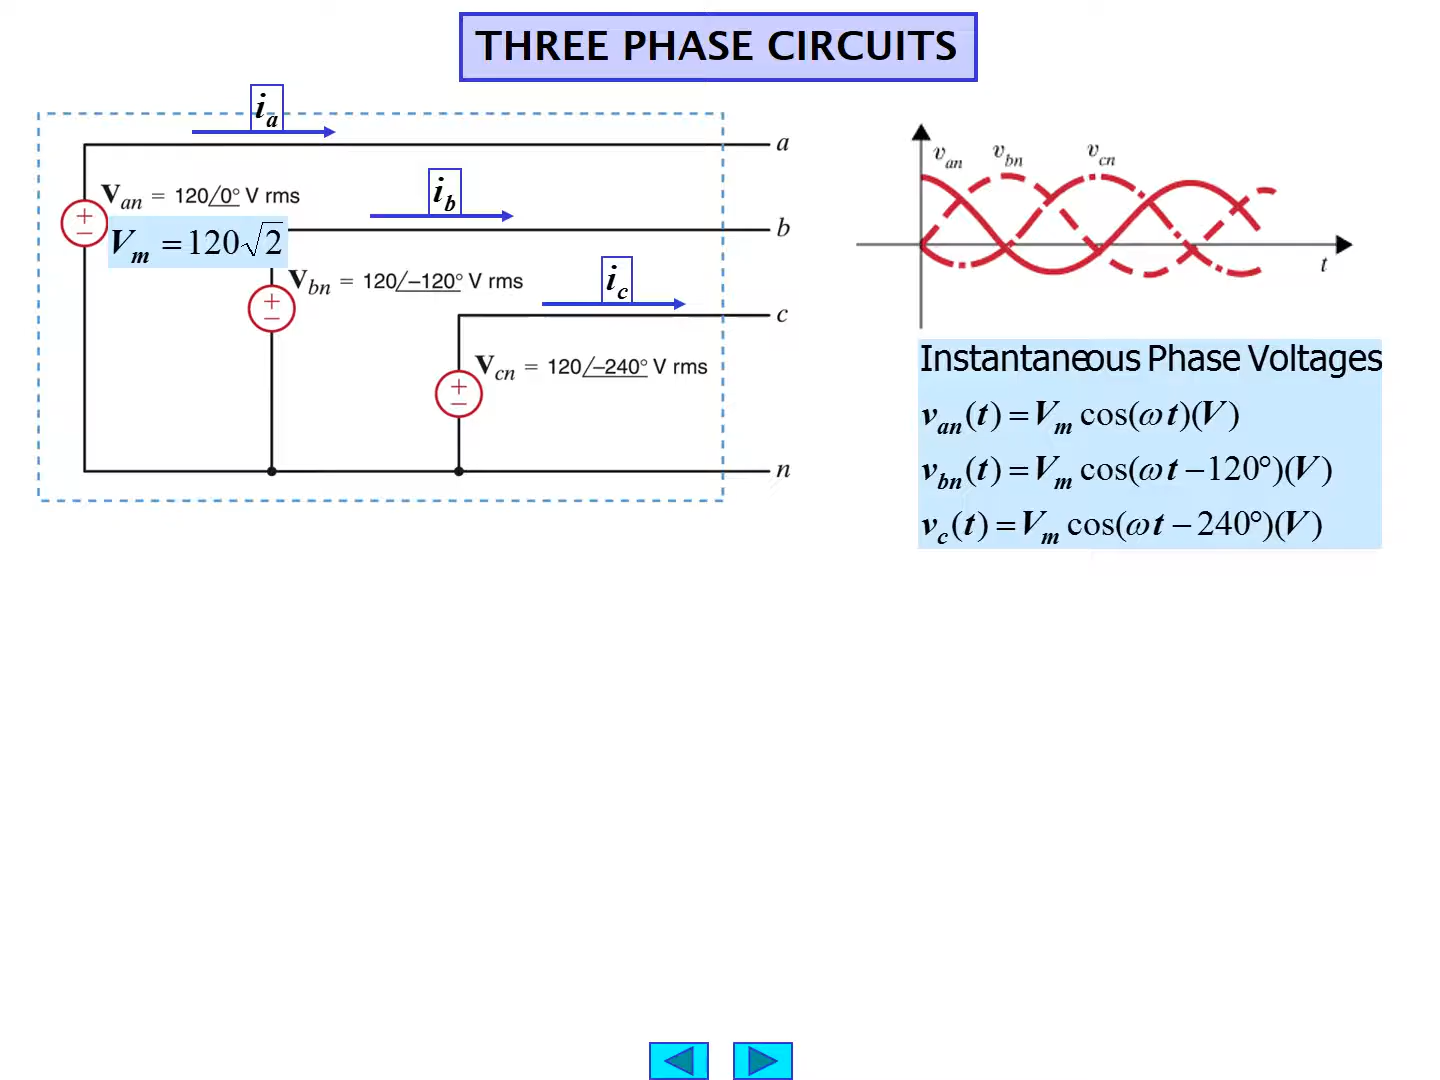 THREE PHASE CIRCUITS
i_a
a
V_an = 120/0° V rms
V_m = 120√2
i_b
b
V_bn = 120/–120° V rms
i_c
c
V_cn = 120/–240° V rms
n
v_an v_bn v_cn
t
Instantaneous Phase Voltages
v_an(t) = V_m cos(ωt)(V)
v_bn(t) = V_m cos(ωt − 120°)(V)
v_c(t) = V_m cos(ωt − 240°)(V)